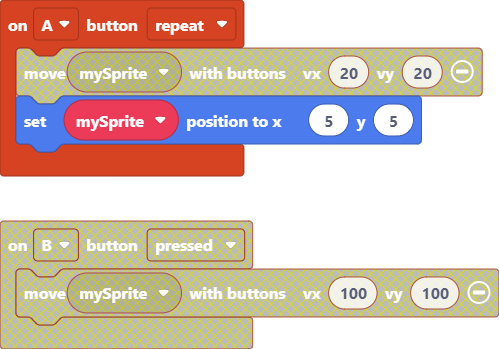 on A button repeat
move mySprite with buttons vx 20 vy 20
set mySprite position to x 5 y 5
on B button pressed
move mySprite with buttons vx 100 vy 100